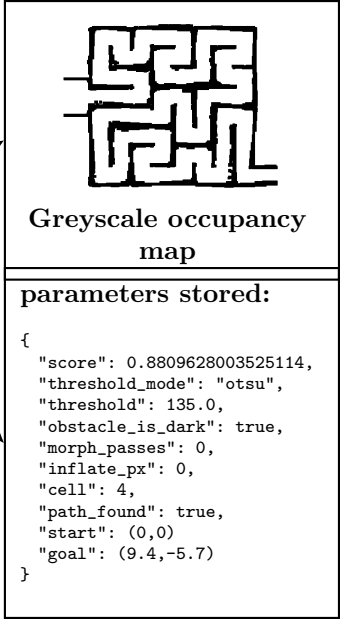 Greyscale occupancy
map
parameters stored:
{
"score": 0.8809628003525114,
"threshold_mode": "otsu",
"threshold": 135.0,
"obstacle_is_dark": true,
"morph_passes": 0,
"inflate_px": 0,
"cell": 4,
"path_found": true,
"start": (0,0)
"goal": (9.4,-5.7)
}